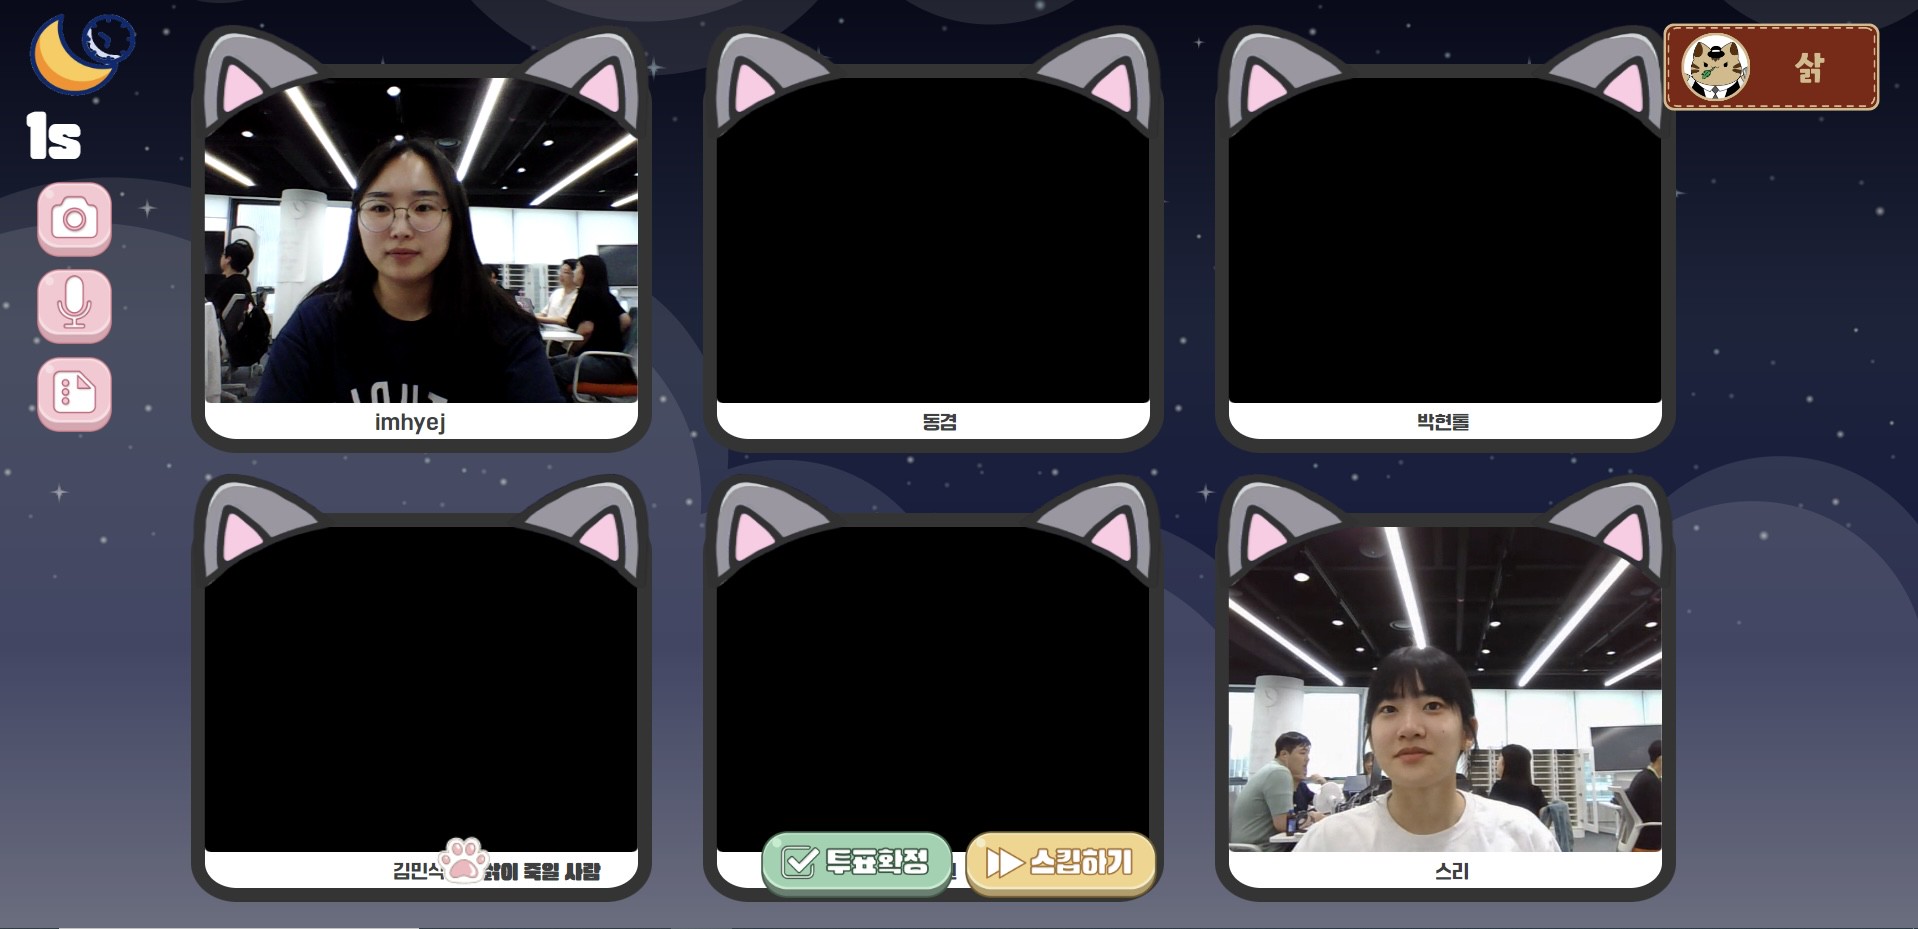 1s
삵
imhyej
동겸
박현틀
김민식
삵이 죽일 사람
투표확정
스킵하기
스리